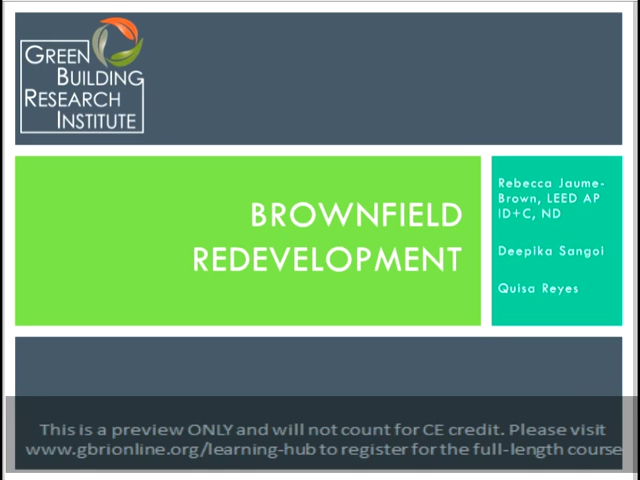 GREEN
BUILDING
RESEARCH
INSTITUTE
BROWNFIELD
REDEVELOPMENT
Rebecca Jaume-
Brown, LEED AP
ID+C, ND
Deepika Sangoi
Quisa Reyes
This is a preview ONLY and will not count for CE credit. Please visit
www.gbrionline.org/learning-hub to register for the full-length course